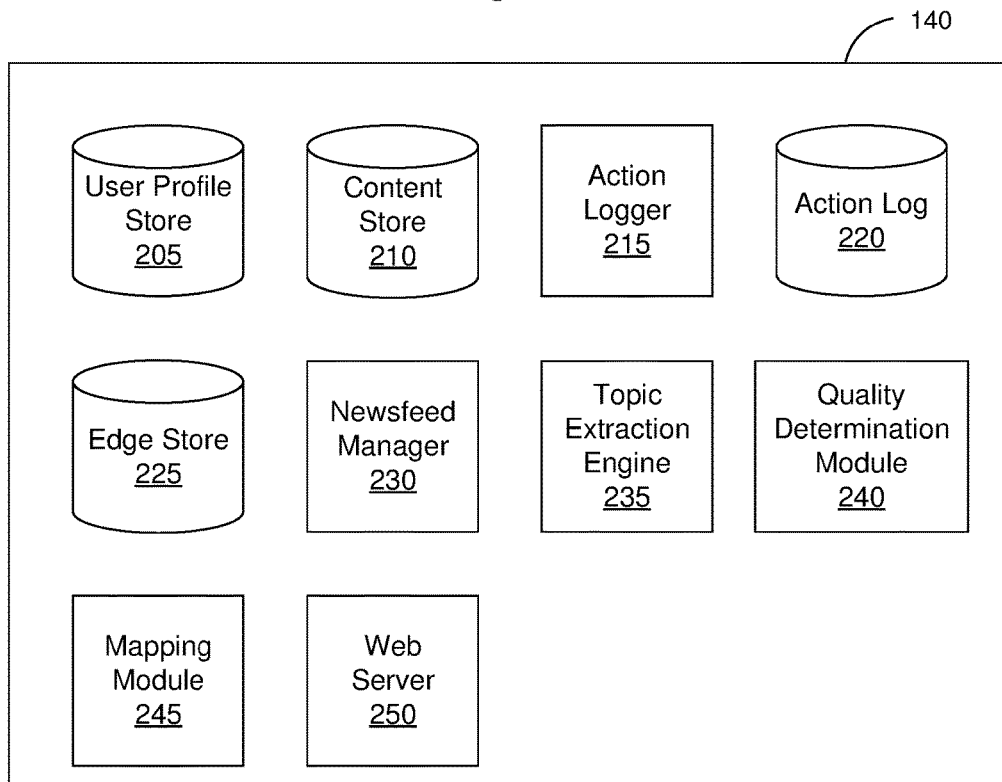 140
User Profile
Store
205
Content
Store
210
Action
Logger
215
Action Log
220
Edge Store
225
Newsfeed
Manager
230
Topic
Extraction
Engine
235
Quality
Determination
Module
240
Mapping
Module
245
Web
Server
250